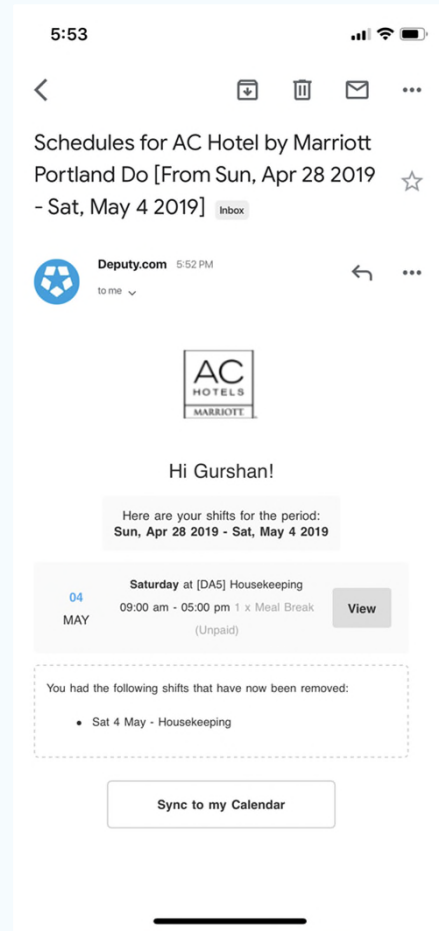 5:53
Schedules for AC Hotel by Marriott
Portland Do [From Sun, Apr 28 2019
- Sat, May 4 2019] Inbox
Deputy.com 5:52 PM
to me
AC
HOTELS
MARRIOTT
Hi Gurshan!
Here are your shifts for the period:
Sun, Apr 28 2019 - Sat, May 4 2019
Saturday at [DA5] Housekeeping
04
MAY
09:00 am - 05:00 pm 1 x Meal Break
(Unpaid)
View
You had the following shifts that have now been removed:
• Sat 4 May - Housekeeping
Sync to my Calendar